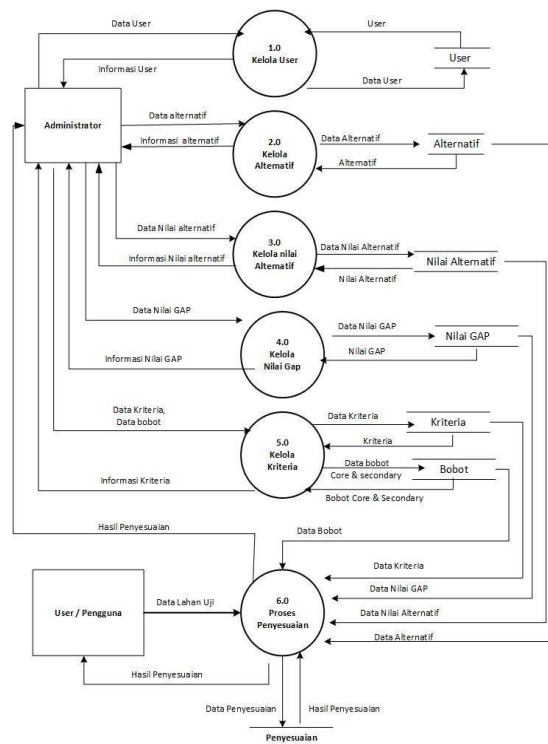 Data User
User
1.0
Kelola User
User
Informasi User
Data User
Administrator
Data alternatif
Informasi alternatif
2.0
Kelola
Alternatif
Data Alternatif
Alternatif
Alternatif
Data Nilai alternatif
Informasi Nilai alternatif
3.0
Kelola nilai
Alternatif
Data Nilai Alternatif
Nilai Alternatif
Nilai Alternatif
Data Nilai GAP
Informasi Nilai GAP
4.0
Kelola
Nilai Gap
Data Nilai GAP
Nilai GAP
Nilai GAP
Data Kriteria,
Data bobot
Informasi Kriteria
5.0
Kelola
Kriteria
Data Kriteria
Kriteria
Kriteria
Data bobot
Core & secondary
Bobot
Bobot Core & Secondary
Hasil Penyesuaian
Data Bobot
Data Kriteria
Data Nilai GAP
Data Nilai Alternatif
Data Alternatif
User / Pengguna
Data Lahan Uji
6.0
Proses
Penyesuaian
Hasil Penyesuaian
Data Penyesuaian
Hasil Penyesuaian
Penyesuaian